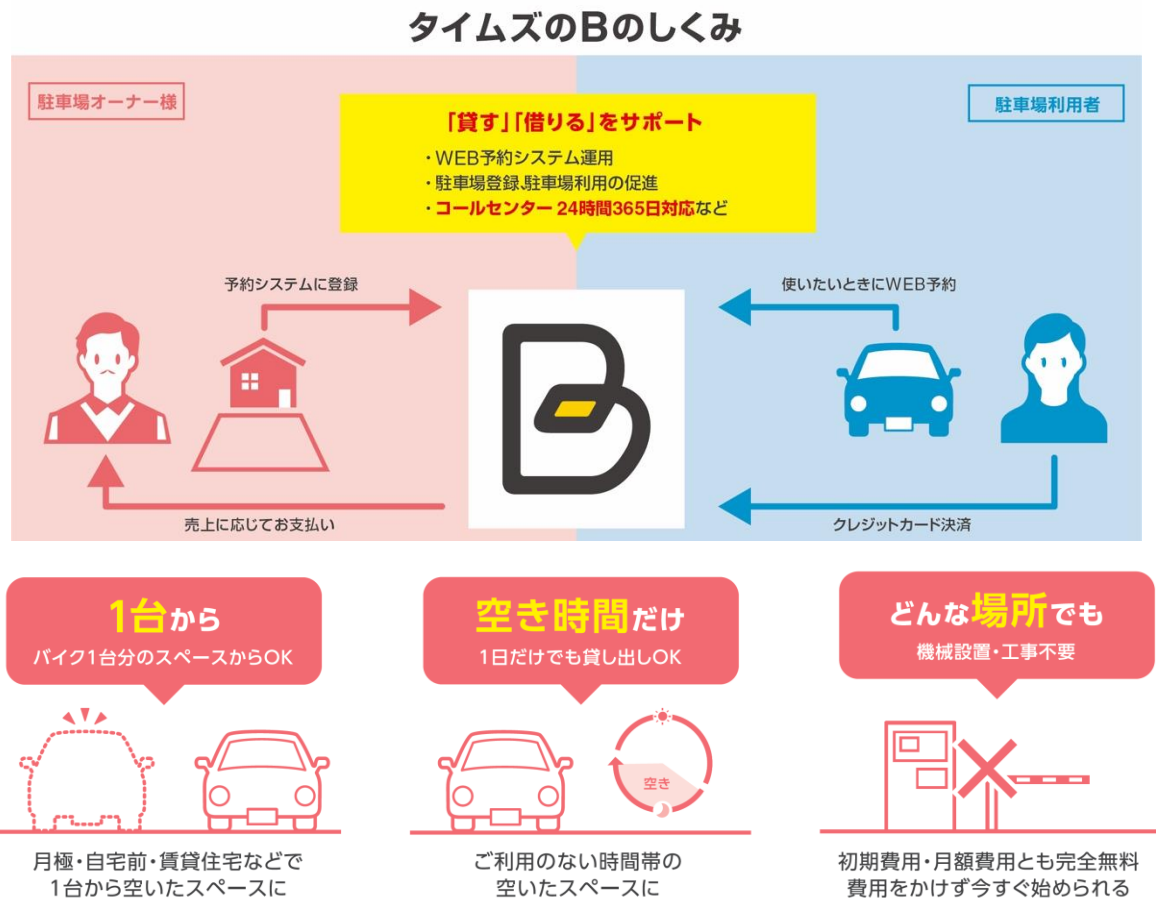 タイムズのBのしくみ
駐車場オーナー様
駐車場利用者
「貸す」「借りる」をサポート
・WEB予約システム運用
・駐車場登録、駐車場利用の促進
・コールセンター 24時間365日対応など
予約システムに登録
使いたいときにWEB予約
B
売上に応じてお支払い
クレジットカード決済
1台から
バイク1台分のスペースからOK
空き時間だけ
1日だけでも貸し出しOK
どんな場所でも
機械設置・工事不要
空き
月極・自宅前・賃貸住宅などで
1台から空いたスペースに
ご利用のない時間帯の
空いたスペースに
初期費用・月額費用とも完全無料
費用をかけず今すぐ始められる